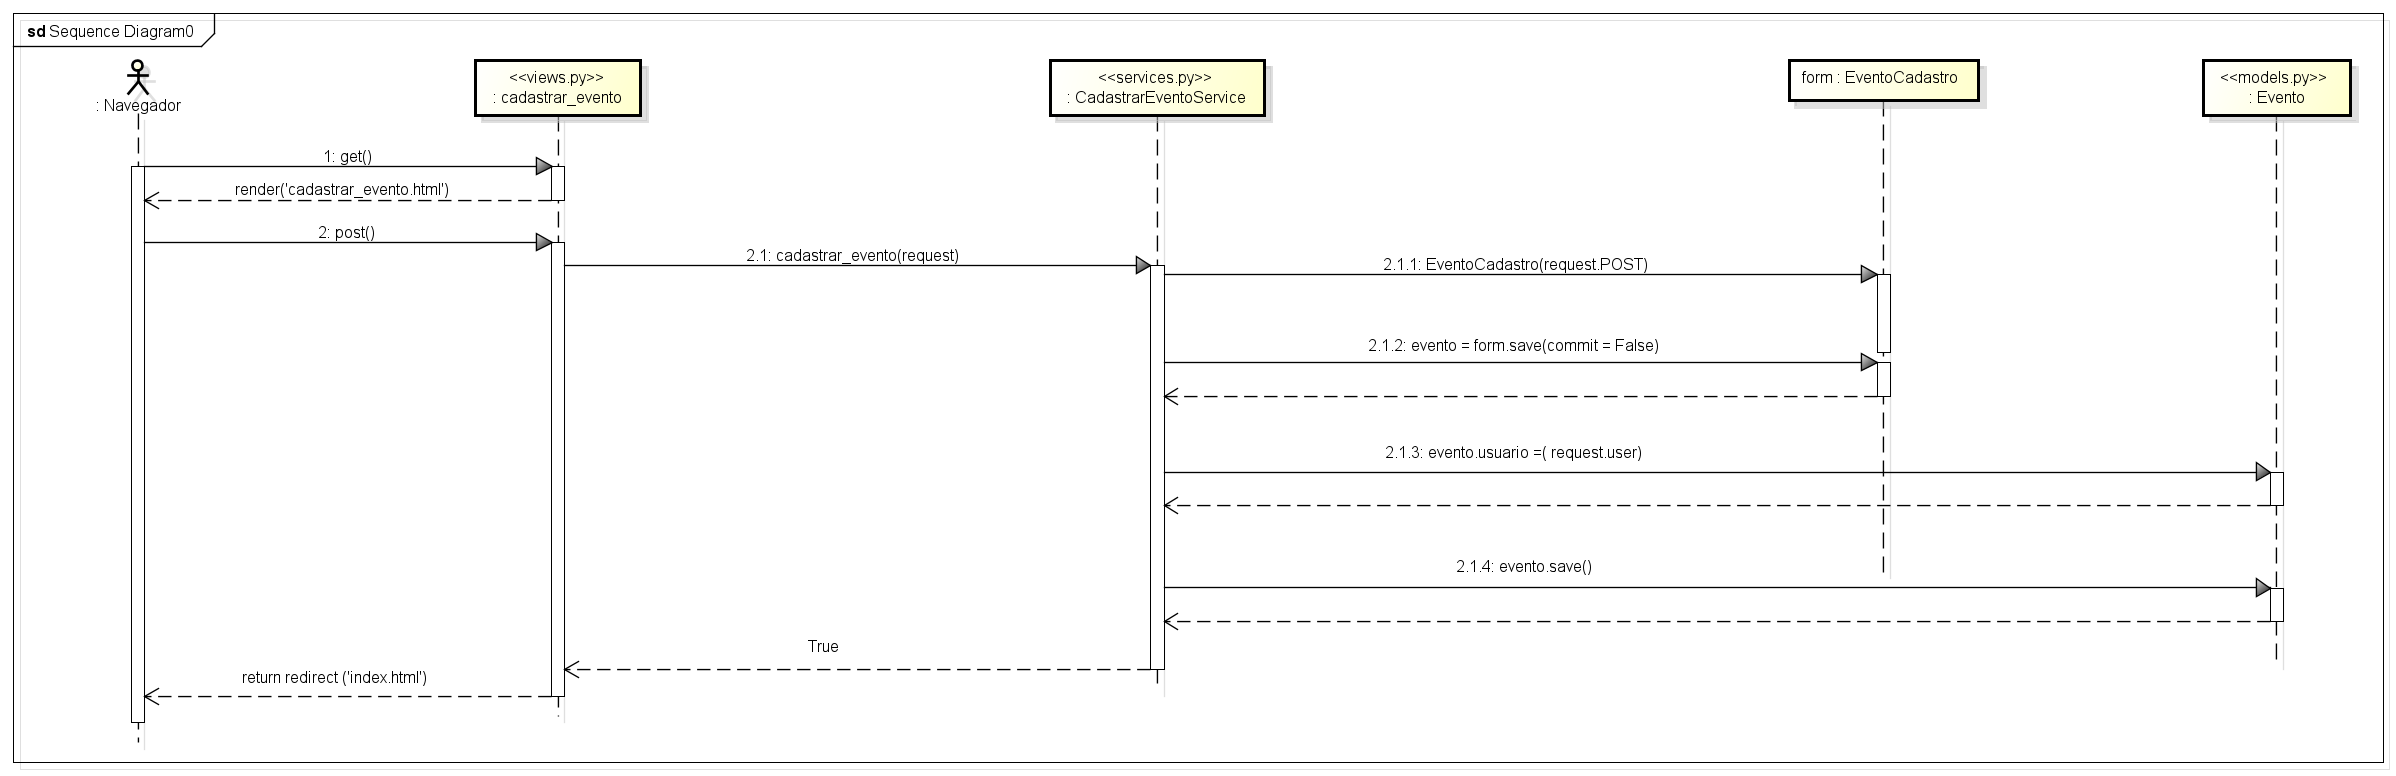 sd Sequence Diagram0
: Navegador
<<views.py>>
: cadastrar_evento
<<services.py>>
: CadastrarEventoService
form : EventoCadastro
<<models.py>>
: Evento
1: get()
render('cadastrar_evento.html')
2: post()
2.1: cadastrar_evento(request)
2.1.1: EventoCadastro(request.POST)
2.1.2: evento = form.save(commit = False)
2.1.3: evento.usuario =( request.user)
2.1.4: evento.save()
True
return redirect ('index.html')